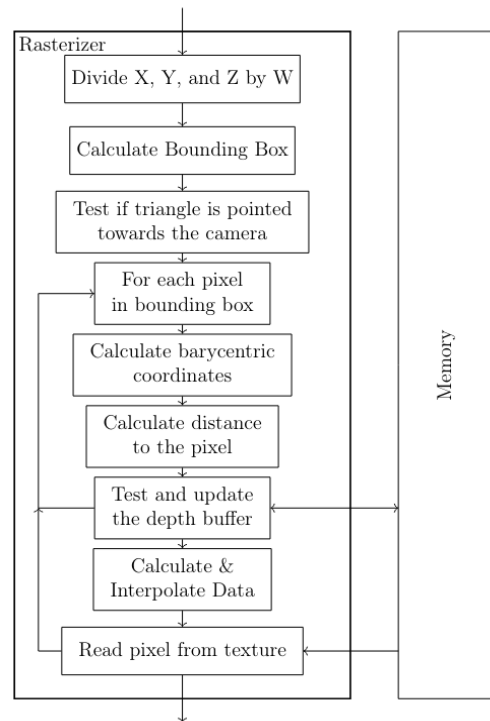 Rasterizer
Divide X, Y, and Z by W
Calculate Bounding Box
Test if triangle is pointed
towards the camera
For each pixel
in bounding box
Calculate barycentric
coordinates
Calculate distance
to the pixel
Test and update
the depth buffer
Calculate &
Interpolate Data
Read pixel from texture
Memory